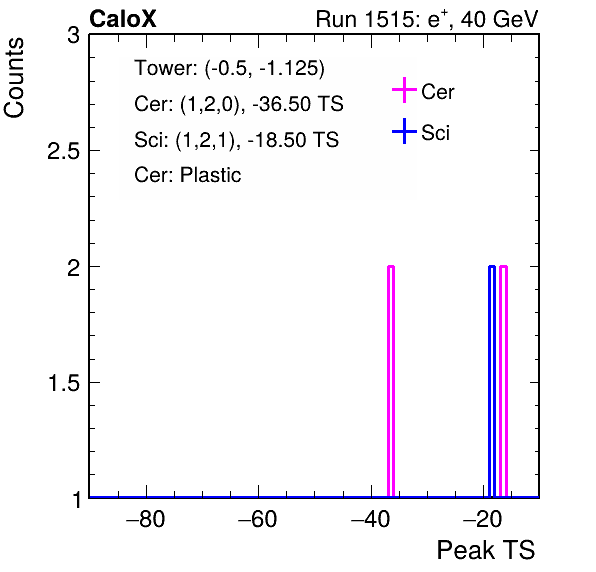 CaloX
Run 1515: e+, 40 GeV
Counts
3
2.5
2
1.5
1
Tower: (-0.5, -1.125)
Cer: (1,2,0), -36.50 TS
Sci: (1,2,1), -18.50 TS
Cer: Plastic
Cer
Sci
−80
−60
−40
−20
Peak TS